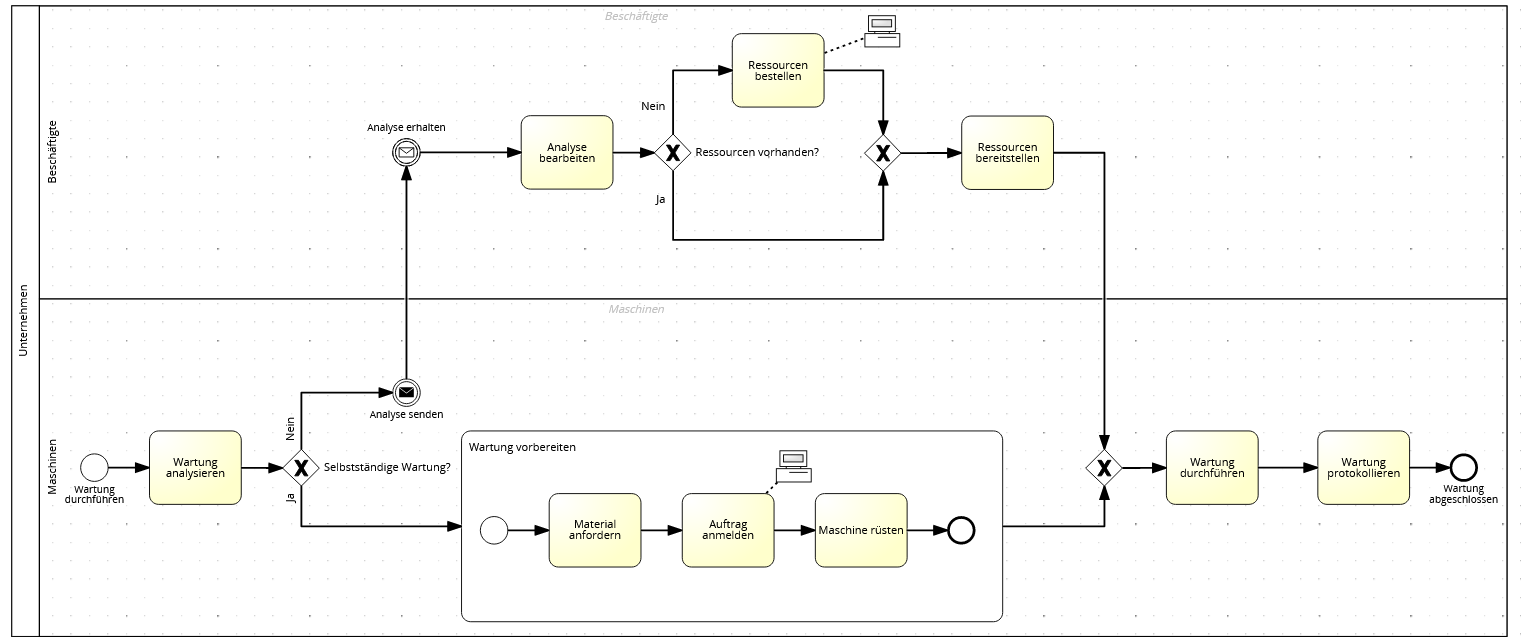 Unternehmen
Beschäftigte
Beschäftigte
Ressourcen
bestellen
Nein
Analyse erhalten
Analyse
bearbeiten
Ressourcen vorhanden?
Ressourcen
bereitstellen
Ja
Maschinen
Maschinen
Analyse senden
Nein
Wartung
durchführen
Wartung
analysieren
Selbstständige Wartung?
Ja
Wartung vorbereiten
Material
anfordern
Auftrag
anmelden
Maschine rüsten
Wartung
durchführen
Wartung
protokollieren
Wartung
abgeschlossen